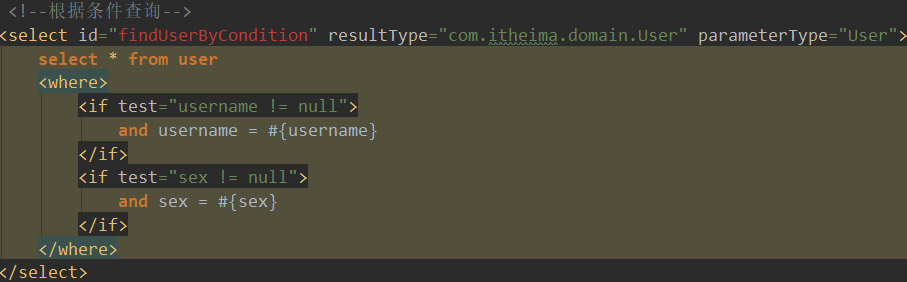 <!--根据条件查询-->
<select id="findUserByCondition" resultType="com.itheima.domain.User" parameterType="User">
select * from user
<where>
<if test="username != null">
and username = #{username}
</if>
<if test="sex != null">
and sex = #{sex}
</if>
</where>
</select>